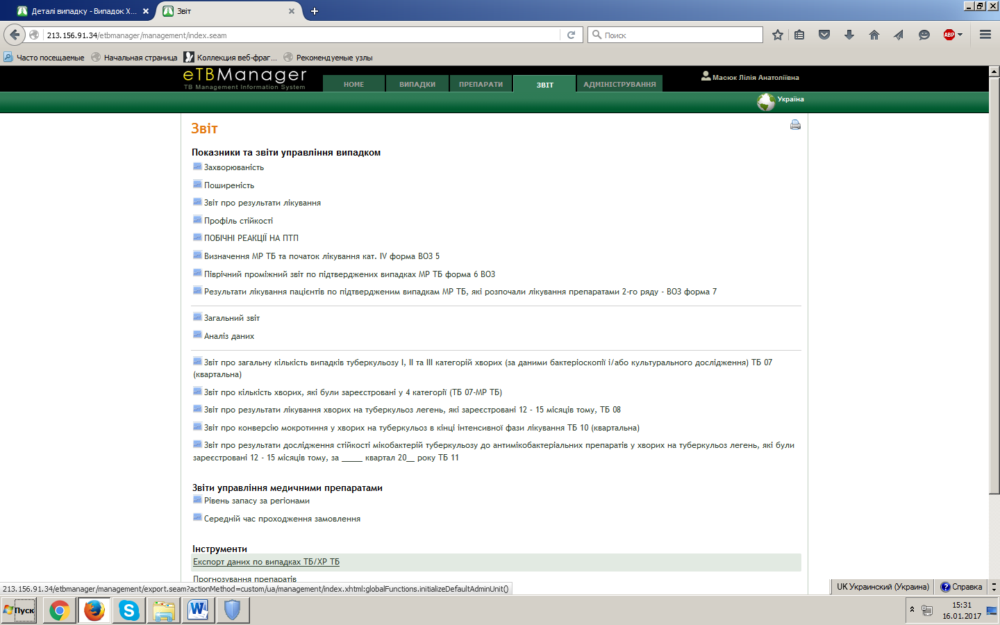 Деталі випадку - Випадок Х...
Звіт
213.156.91.34/etbmanager/management/index.seam
Поиск
ABP
Часто посещаемые
Начальная страница
Коллекция веб-фраг...
Рекомендуемые узлы
eTBManager
TB Management Information System
HOME
ВИПАДКИ
ПРЕПАРАТИ
ЗВІТ
АДМІНІСТРУВАННЯ
Масюк Лілія Анатоліївна
Україна
Звіт
Показники та звіти управління випадком
Захворюваність
Поширеність
Звіт про результати лікування
Профіль стійкості
ПОБІЧНІ РЕАКЦІЇ НА ПТП
Визначення МР ТБ та початок лікування кат. IV форма ВОЗ 5
Піврічний проміжний звіт по підтверджених випадках МР ТБ форма 6 ВОЗ
Результати лікування пацієнтів по підтвердженим випадкам МР ТБ, які розпочали лікування препаратами 2-го ряду - ВОЗ форма 7
Загальний звіт
Аналіз даних
Звіт про загальну кількість випадків туберкульозу I, II та III категорій хворих (за даними бактеріоскопії і/або культурального дослідження) ТБ 07
(квартальна)
Звіт про кількість хворих, які були зареєстровані у 4 категорії (ТБ 07-МР ТБ)
Звіт про результати лікування хворих на туберкульоз легень, які зареєстровані 12 - 15 місяців тому, ТБ 08
Звіт про конверсію мокротиння у хворих на туберкульоз в кінці інтенсивної фази лікування ТБ 10 (квартальна)
Звіт про результати дослідження стійкості мікобактерій туберкульозу до антимікобактеріальних препаратів у хворих на туберкульоз легень, які були
зареєстровані 12 - 15 місяців тому, за _____ квартал 20__ року ТБ 11
Звіти управління медичними препаратами
Рівень запасу за регіонами
Середній час проходження замовлення
Інструменти
Експорт даних по випадках ТБ/ХР ТБ
Прогнозування препаратів
213.156.91.34/etbmanager/management/export.seam?actionMethod=custom/ua/management/index.xhtml:globalFunctions.initializeDefaultAdminUnit()
UK Украинский (Украина)
Справка
Пуск
15:31
16.01.2017